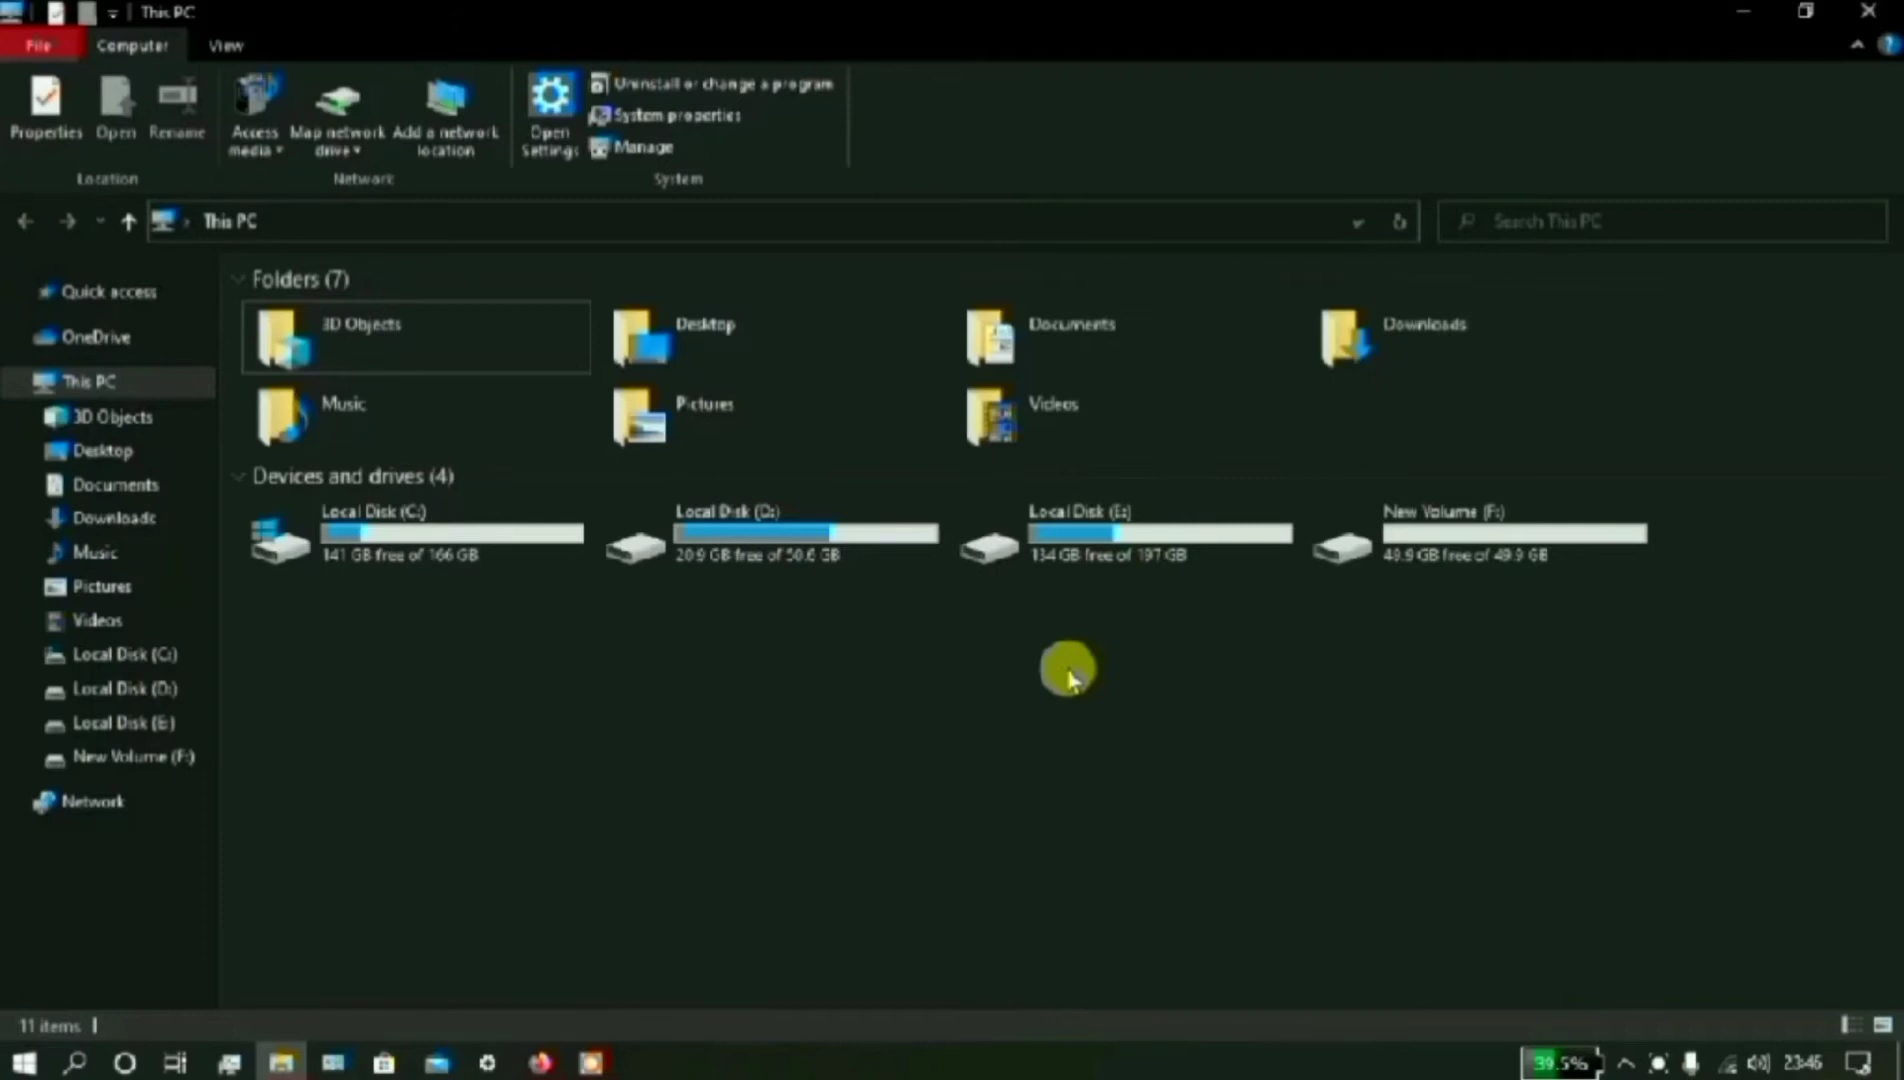 This PC
File Computer View
Properties Open Rename Access media Map network drive Add a network location Open Settings Uninstall or change a program
System properties
Manage
Location Network System
This PC Search This PC
Quick access
OneDrive
This PC
3D Objects
Desktop
Documents
Downloads
Music
Pictures
Videos
Local Disk (C:)
Local Disk (D:)
Local Disk (E:)
New Volume (F:)
Network
Folders (7)
3D Objects Desktop Documents Downloads
Music Pictures Videos
Devices and drives (4)
Local Disk (C:) Local Disk (D:) Local Disk (E:) New Volume (F:)
141 GB free of 166 GB 20.9 GB free of 50.6 GB 134 GB free of 197 GB 49.9 GB free of 49.9 GB
11 items
39.5% 23:46